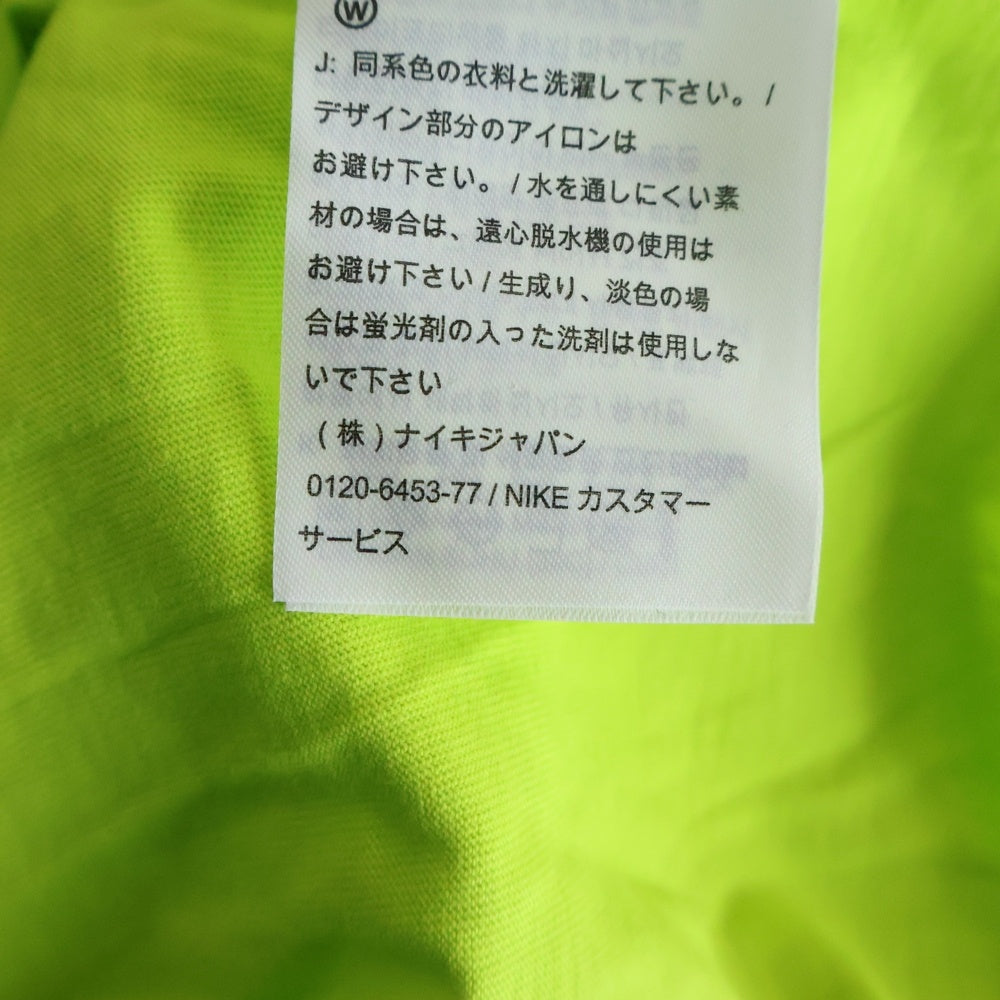 W
J: 同系色の衣料と洗濯して下さい。 /
デザイン部分のアイロンは
お避け下さい。 / 水を通しにくい素
材の場合は、遠心脱水機の使用は
お避け下さい / 生成り、淡色の場
合は蛍光剤の入った洗剤は使用しな
いで下さい
( 株 ) ナイキジャパン
0120-6453-77 / NIKE カスタマー
サービス